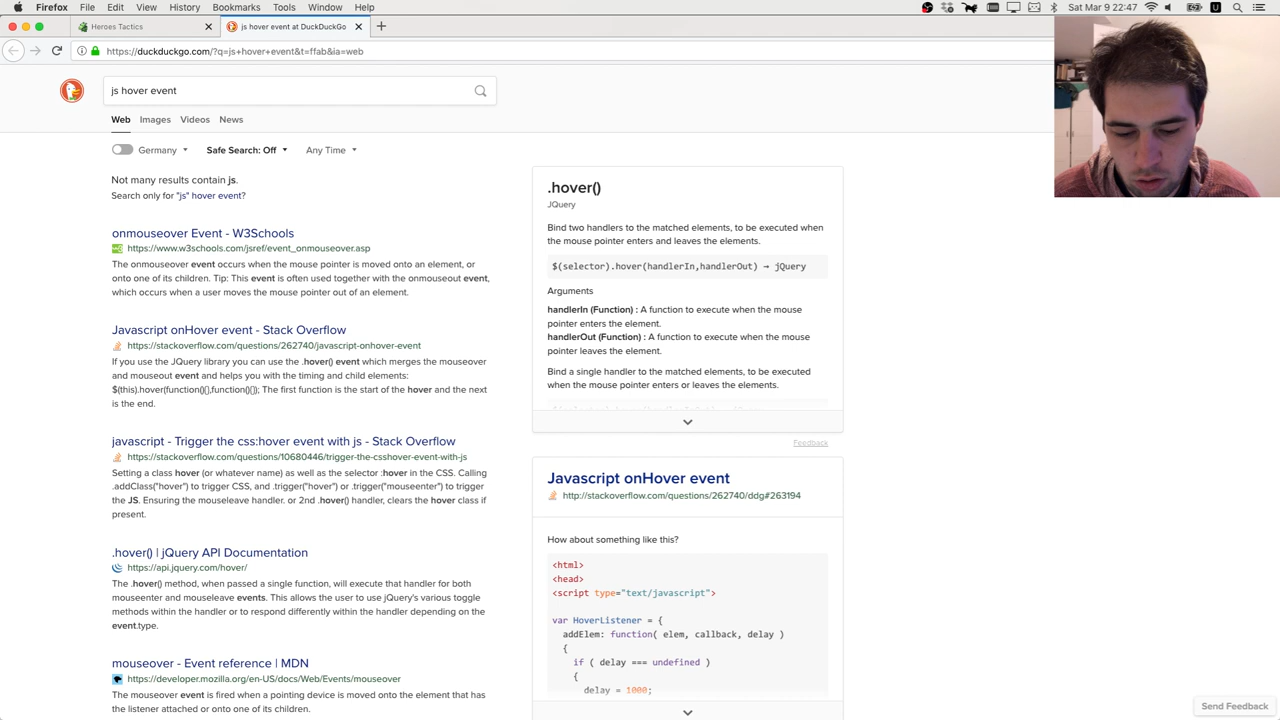 Firefox File Edit View History Bookmarks Tools Window Help
Sat Mar 9 22:47
Heroes Tactics
js hover event at DuckDuckGo
https://duckduckgo.com/?q=js+hover+event&t=ffab&ia=web
js hover event
Web Images Videos News
Germany
Safe Search: Off
Any Time
Not many results contain js.
Search only for "js" hover event?
onmouseover Event - W3Schools
https://www.w3schools.com/jsref/event_onmouseover.asp
The onmouseover event occurs when the mouse pointer is moved onto an element, or
onto one of its children. Tip: This event is often used together with the onmouseout event,
which occurs when a user moves the mouse pointer out of an element.
Javascript onHover event - Stack Overflow
https://stackoverflow.com/questions/262740/javascript-onhover-event
If you use the JQuery library you can use the .hover() event which merges the mouseover
and mouseout event and helps you with the timing and child elements:
$(this).hover(function(){},function(){}); The first function is the start of the hover and the next
is the end.
javascript - Trigger the css:hover event with js - Stack Overflow
https://stackoverflow.com/questions/10680446/trigger-the-csshover-event-with-js
Setting a class hover (or whatever name) as well as the selector :hover in the CSS. Calling
.addClass("hover") to trigger CSS, and .trigger("hover") or .trigger("mouseenter") to trigger
the JS. Ensuring the mouseleave handler. or 2nd .hover() handler, clears the hover class if
present.
.hover() | jQuery API Documentation
https://api.jquery.com/hover/
The .hover() method, when passed a single function, will execute that handler for both
mouseenter and mouseleave events. This allows the user to use jQuery's various toggle
methods within the handler or to respond differently within the handler depending on the
event.type.
mouseover - Event reference | MDN
https://developer.mozilla.org/en-US/docs/Web/Events/mouseover
The mouseover event is fired when a pointing device is moved onto the element that has
the listener attached or onto one of its children.
.hover()
JQuery
Bind two handlers to the matched elements, to be executed when
the mouse pointer enters and leaves the elements.
$(selector).hover(handlerIn,handlerOut) → jQuery
Arguments
handlerIn (Function) : A function to execute when the mouse
pointer enters the element.
handlerOut (Function) : A function to execute when the mouse
pointer leaves the element.
Bind a single handler to the matched elements, to be executed
when the mouse pointer enters or leaves the elements.
Feedback
Javascript onHover event
http://stackoverflow.com/questions/262740/ddg#263194
How about something like this?
<html>
<head>
<script type="text/javascript">
var HoverListener = {
addElem: function( elem, callback, delay )
{
if ( delay === undefined )
{
delay = 1000;
Send Feedback